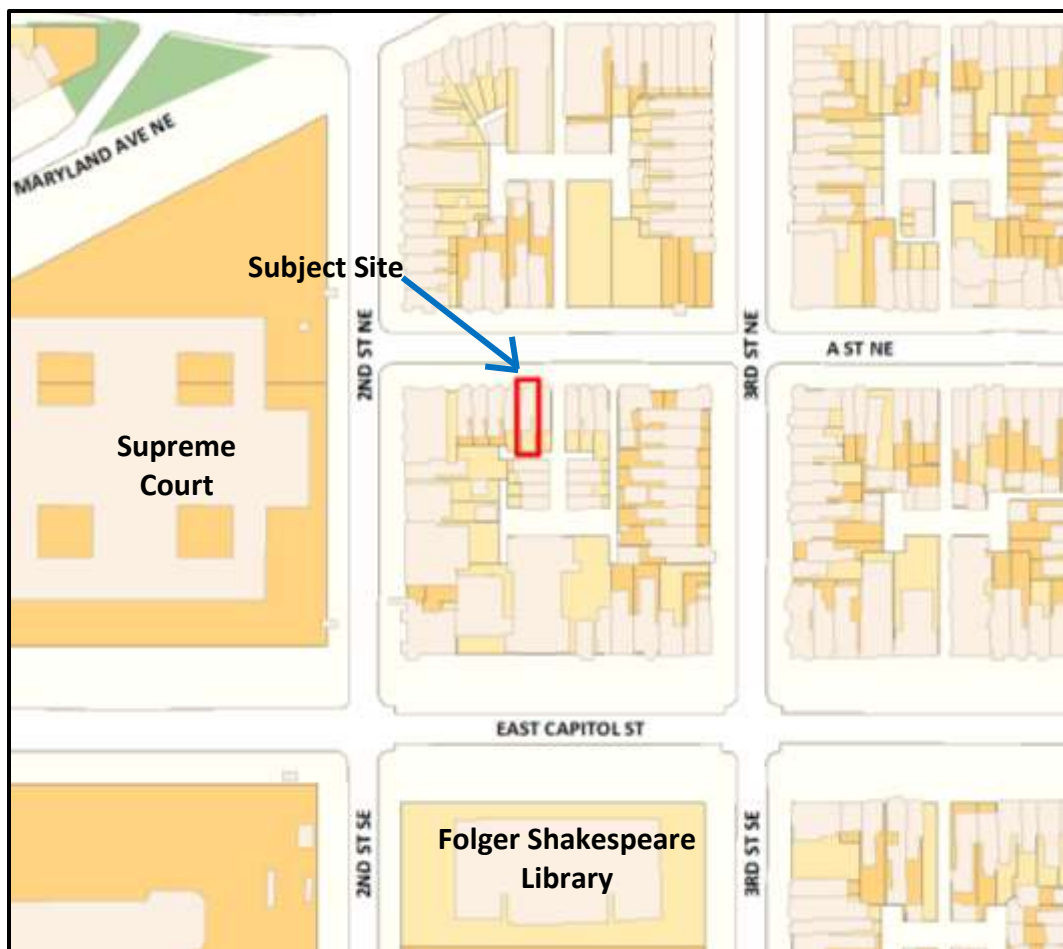 MARYLAND AVE NE
Subject Site
2ND ST NE
3RD ST NE
A ST NE
Supreme
Court
EAST CAPITOL ST
2ND ST SE
Folger Shakespeare
Library
3RD ST SE